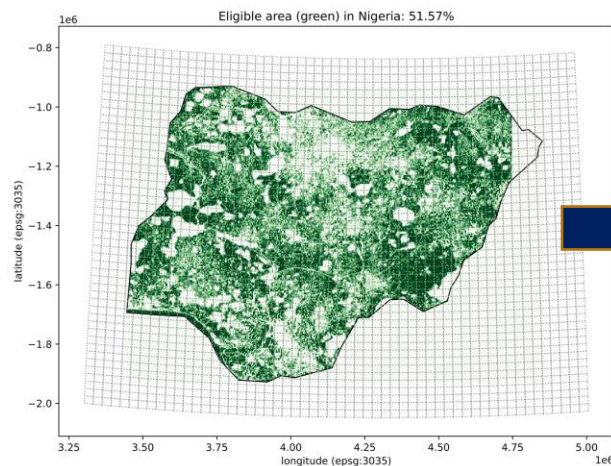 Eligible area (green) in Nigeria: 51.57%
1e6
−0.8
−1.0
−1.2
−1.4
−1.6
−1.8
−2.0
latitude (epsg:3035)
3.25 3.50 3.75 4.00 4.25 4.50 4.75 5.00
longitude (epsg:3035)
1e6